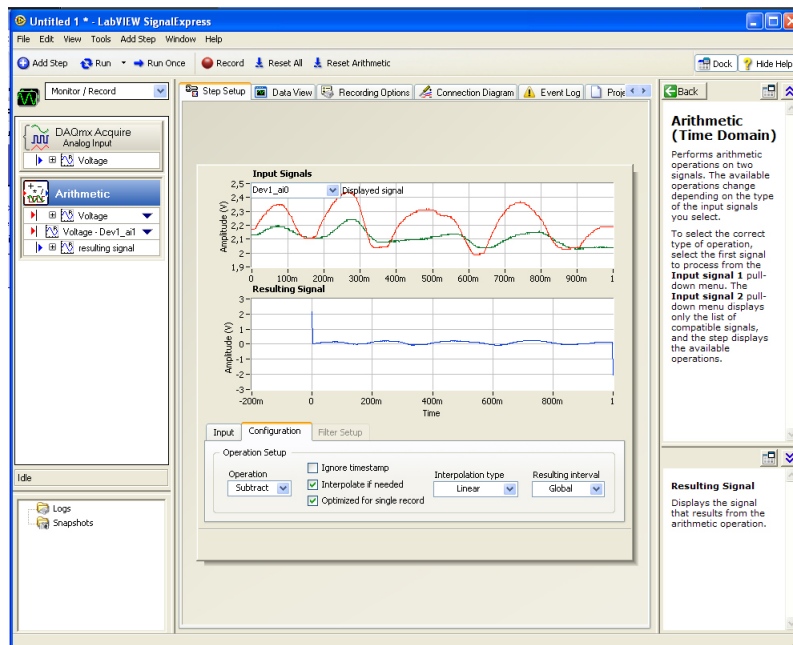 Untitled 1 * - LabVIEW SignalExpress
File Edit View Tools Add Step Window Help
Add Step Run Run Once Record Reset All Reset Arithmetic Dock Hide Help
Monitor / Record
DAQmx Acquire
Analog Input
Voltage
Arithmetic
Voltage
Voltage - Dev1_ai1
resulting signal
Idle
Logs
Snapshots
Step Setup Data View Recording Options Connection Diagram Event Log Proje
Input Signals
Dev1_ai0 Displayed signal
Amplitude (V)
2,5
2,4
2,3
2,2
2,1
2
1,9
0 100m 200m 300m 400m 500m 600m 700m 800m 900m 1
Resulting Signal
Amplitude (V)
3
2
1
0
-1
-2
-3
-200m 0 200m 400m 600m 800m 1
Time
Input Configuration Filter Setup
Operation Setup
Operation
Subtract
Ignore timestamp
Interpolate if needed
Optimized for single record
Interpolation type
Linear
Resulting interval
Global
Back
Arithmetic
(Time Domain)
Performs arithmetic
operations on two
signals. The available
operations change
depending on the type
of the input signals
you select.
To select the correct
type of operation,
select the first signal
to process from the
Input signal 1 pull-
down menu. The
Input signal 2 pull-
down menu displays
only the list of
compatible signals,
and the step displays
the available
operations.
Resulting Signal
Displays the signal
that results from the
arithmetic operation.